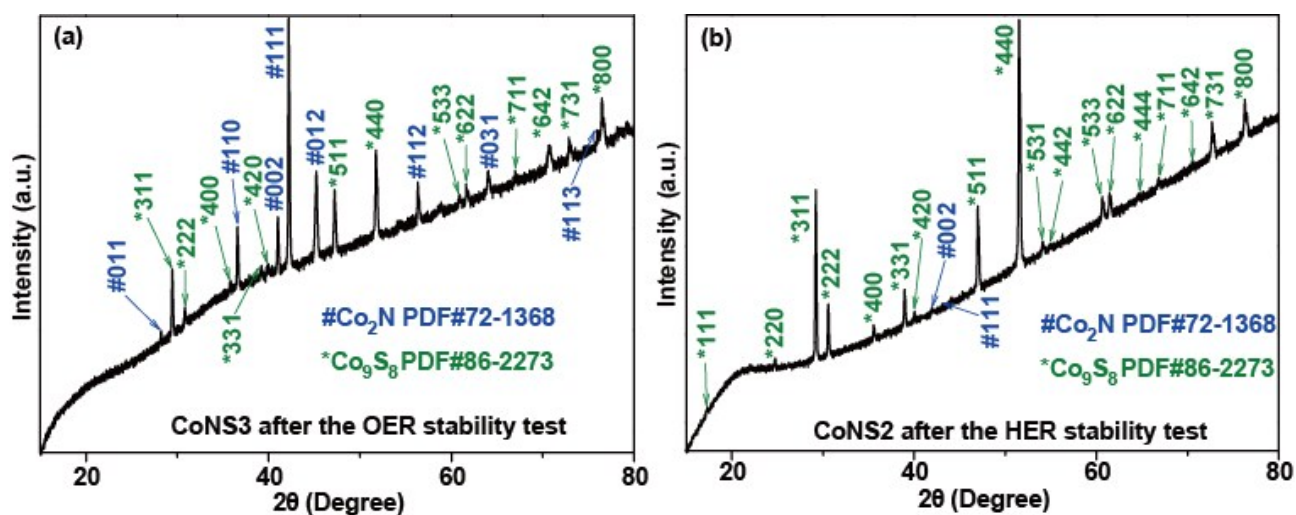 (a)
Intensity (a.u.)
#011
*311
*222
*400
#110
*331
*420
#002
#111
#012
*511
*440
#112
*533
*622
#031
*711
*642
*731
#113
*800
#Co₂N PDF#72-1368
*Co₉S₈PDF#86-2273
CoNS3 after the OER stability test
20 40 60 80
2θ (Degree)
(b)
Intensity (a.u.)
*111
*220
*311
*222
*400
*331
*420
#002
#111
*511
*440
*531
*442
*533
*622
*444
*711
*642
*731
*800
#Co₂N PDF#72-1368
*Co₉S₈PDF#86-2273
CoNS2 after the HER stability test
20 40 60 80
2θ (Degree)